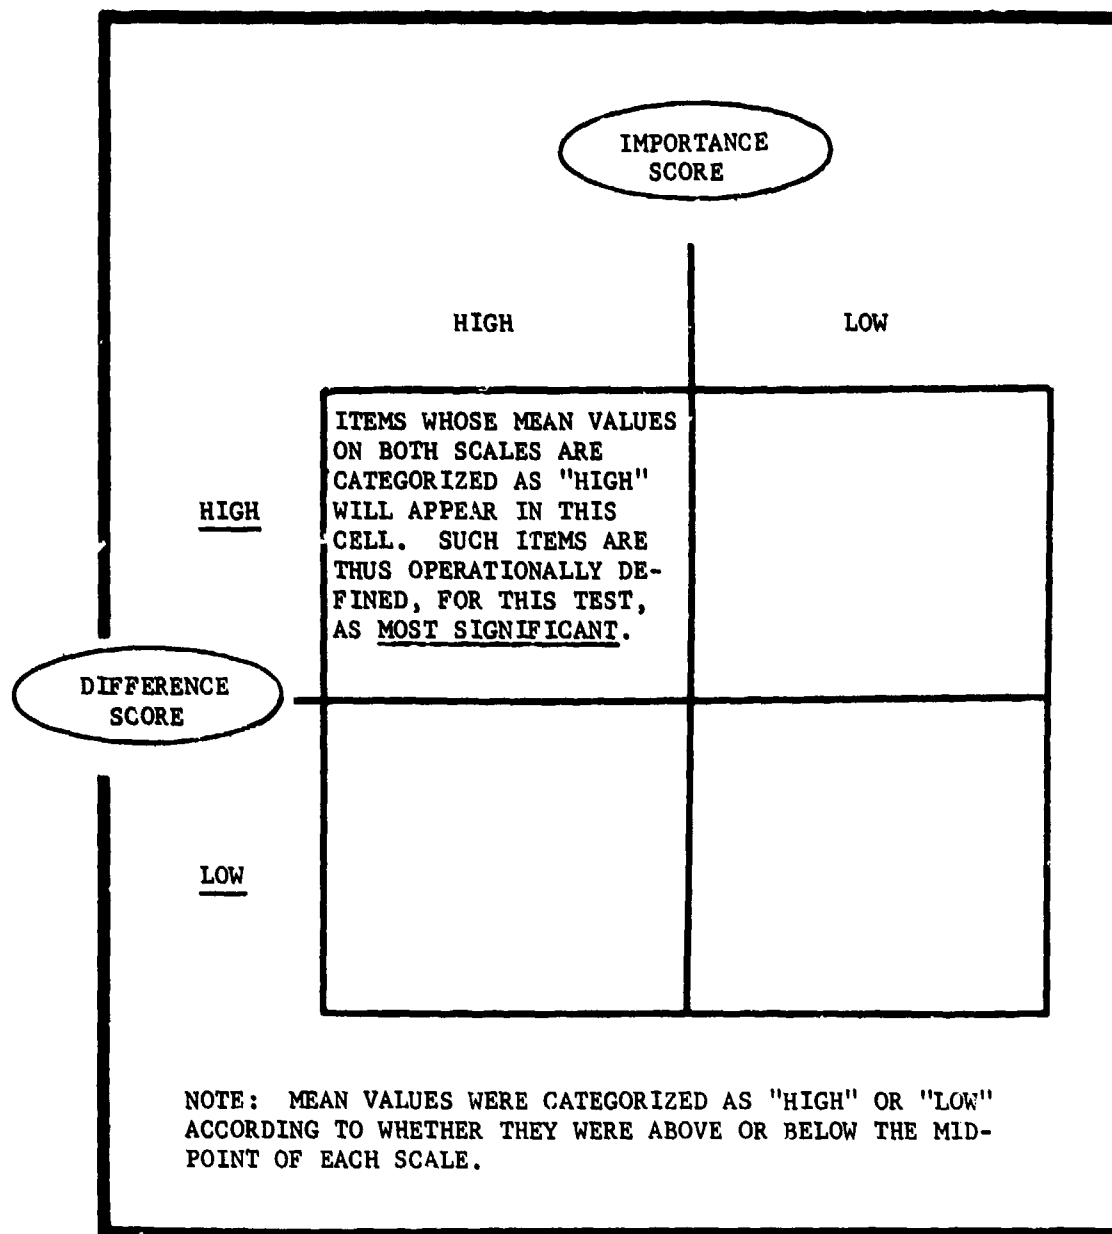 IMPORTANCE
SCORE
HIGH
LOW
ITEMS WHOSE MEAN VALUES
ON BOTH SCALES ARE
CATEGORIZED AS "HIGH"
WILL APPEAR IN THIS
CELL. SUCH ITEMS ARE
THUS OPERATIONALLY DE-
FINED, FOR THIS TEST,
AS MOST SIGNIFICANT.
HIGH
DIFFERENCE
SCORE
LOW
NOTE: MEAN VALUES WERE CATEGORIZED AS "HIGH" OR "LOW"
ACCORDING TO WHETHER THEY WERE ABOVE OR BELOW THE MID-
POINT OF EACH SCALE.